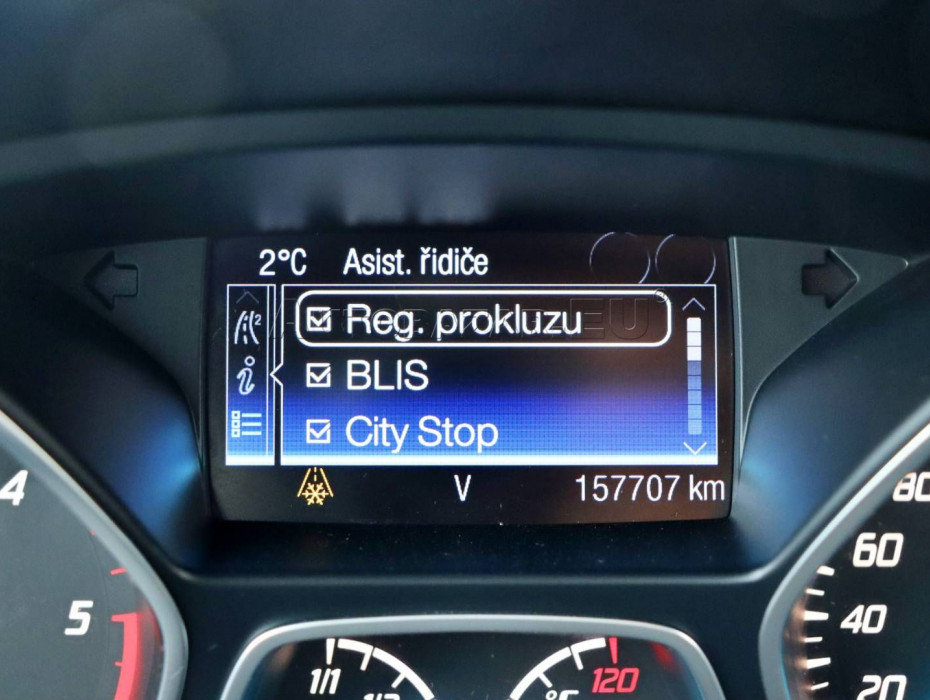 2°C Asist. řidiče
Reg. prokluzu
BLIS
City Stop
V 157707 km
4
5
80
60
40
20
1/1
120
°C